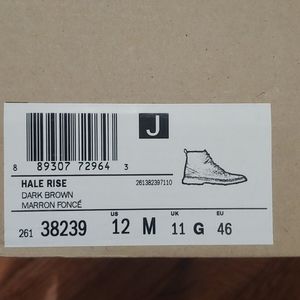 J
8 89307 72964 3
HALE RISE
261382397110
DARK BROWN
MARRON FONCÉ
US UK EU
261 38239 12 M 11 G 46